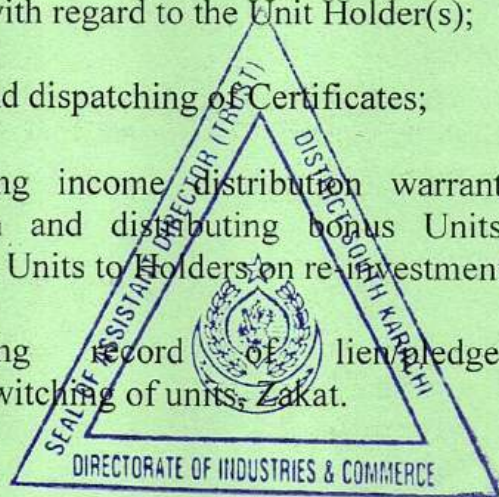 with regard to the Unit Holder(s);
nd dispatching of Certificates;
ng income distribution warrant
n and distributing bonus Units
Units to Holders on re-investment
ng record of lien/pledge
witching of units, Zakat.
SEAL OF ASSISTANT DIRECTOR (TRUST)
DISTRICT SOUTH KARACHI
DIRECTORATE OF INDUSTRIES & COMMERCE